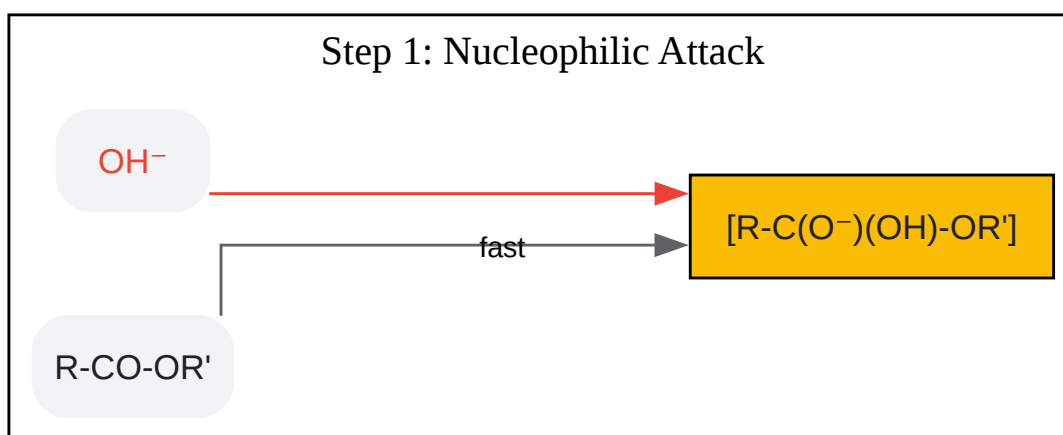 Step 1: Nucleophilic Attack
OH⁻
[R-C(O⁻)(OH)-OR']
fast
R-CO-OR'